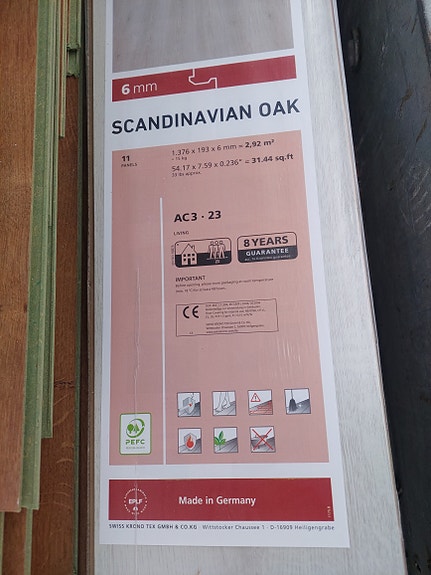 6 mm
SCANDINAVIAN OAK
11
PANELS
1.376 x 193 x 6 mm = 2,92 m²
54.17 x 7.59 x 0.236" = 31.44 sq.ft
AC3 · 23
LIVING
23
8 YEARS
GUARANTEE
IMPORTANT
CE
PEFC
EPLF
Made in Germany
SWISS KRONO TEX GMBH & CO.KG · Wittstocker Chaussee 1 · D-16909 Heiligengrabe